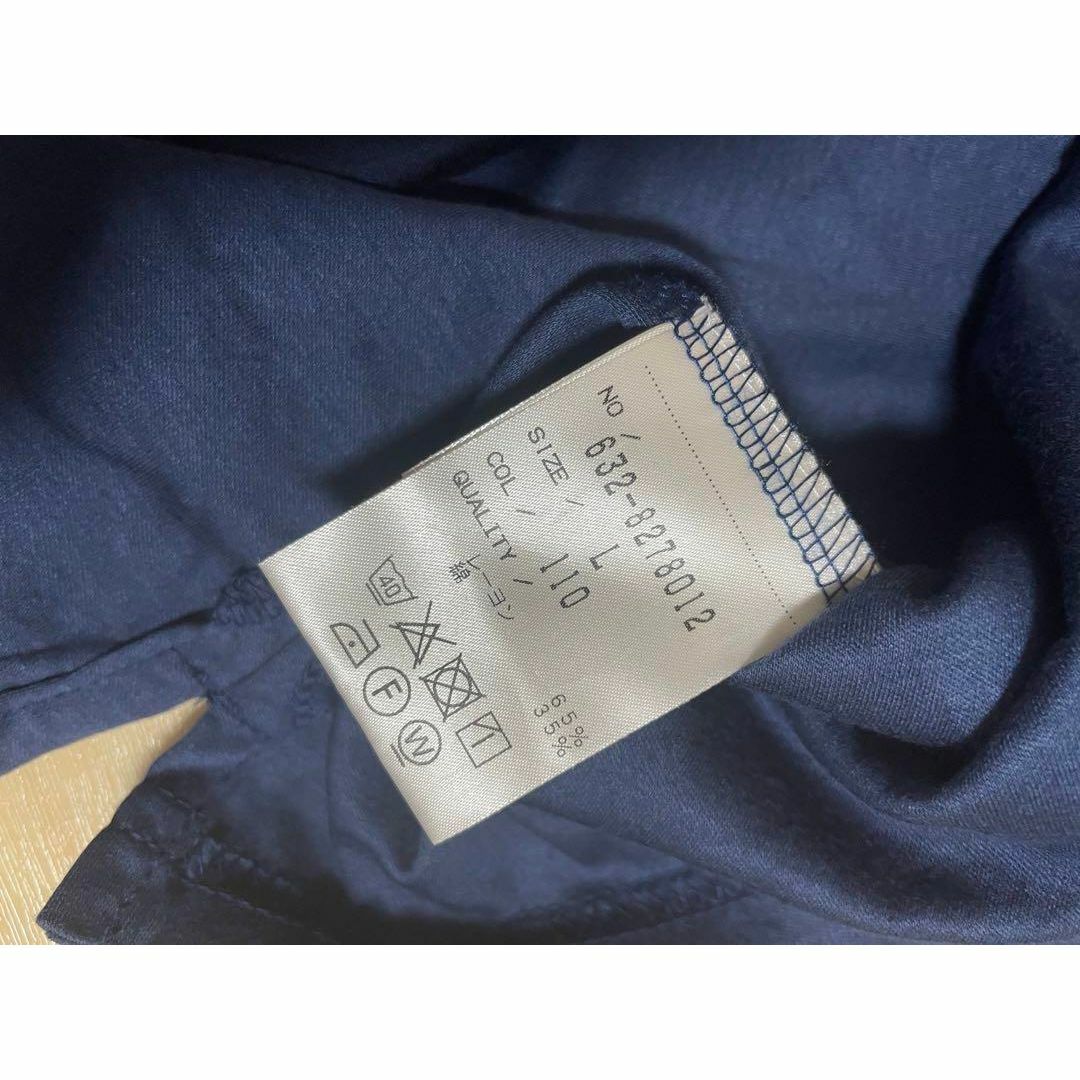 NO / 632-8278012
SIZE / L
COL / 110
QUALITY /
レーヨン 65%
綿 35%
40
F
W